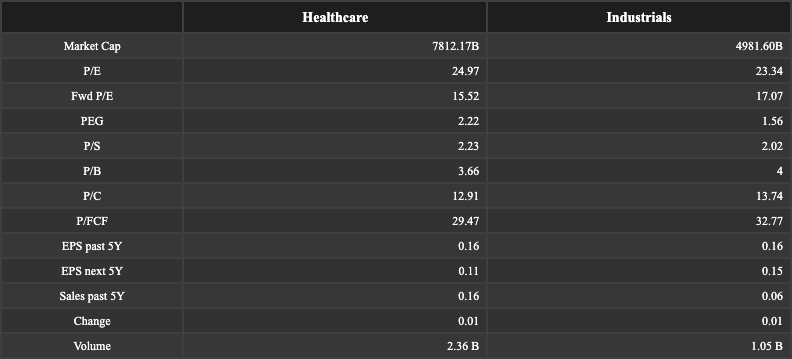 Healthcare Industrials
Market Cap 7812.17B 4981.60B
P/E 24.97 23.34
Fwd P/E 15.52 17.07
PEG 2.22 1.56
P/S 2.23 2.02
P/B 3.66 4
P/C 12.91 13.74
P/FCF 29.47 32.77
EPS past 5Y 0.16 0.16
EPS next 5Y 0.11 0.15
Sales past 5Y 0.16 0.06
Change 0.01 0.01
Volume 2.36 B 1.05 B